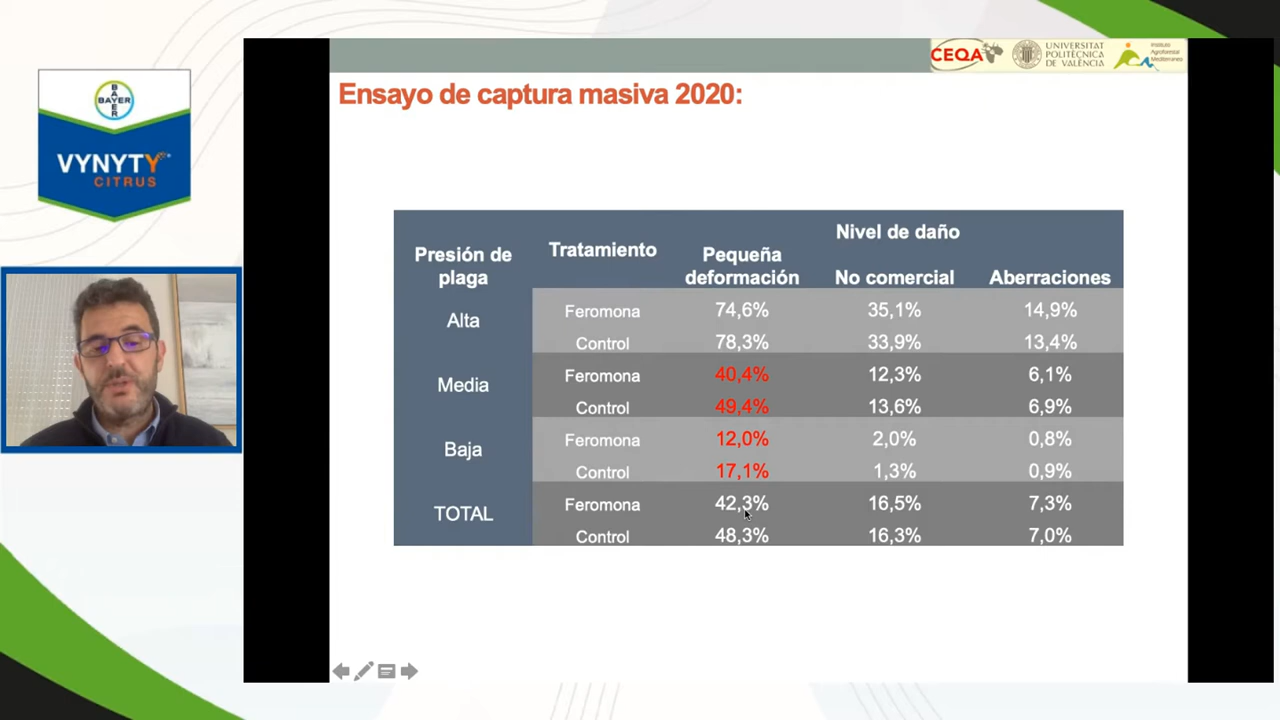 CEQA
UNIVERSITAT
POLITÈCNICA
DE VALÈNCIA
Instituto
Agroforestal
Mediterráneo
Ensayo de captura masiva 2020:
BAYER
BAYER
VYNYTY
CITRUS
Presión de plaga Tratamiento Nivel de daño
Pequeña deformación No comercial Aberraciones
Alta Feromona 74,6% 35,1% 14,9%
Control 78,3% 33,9% 13,4%
Media Feromona 40,4% 12,3% 6,1%
Control 49,4% 13,6% 6,9%
Baja Feromona 12,0% 2,0% 0,8%
Control 17,1% 1,3% 0,9%
TOTAL Feromona 42,3% 16,5% 7,3%
Control 48,3% 16,3% 7,0%